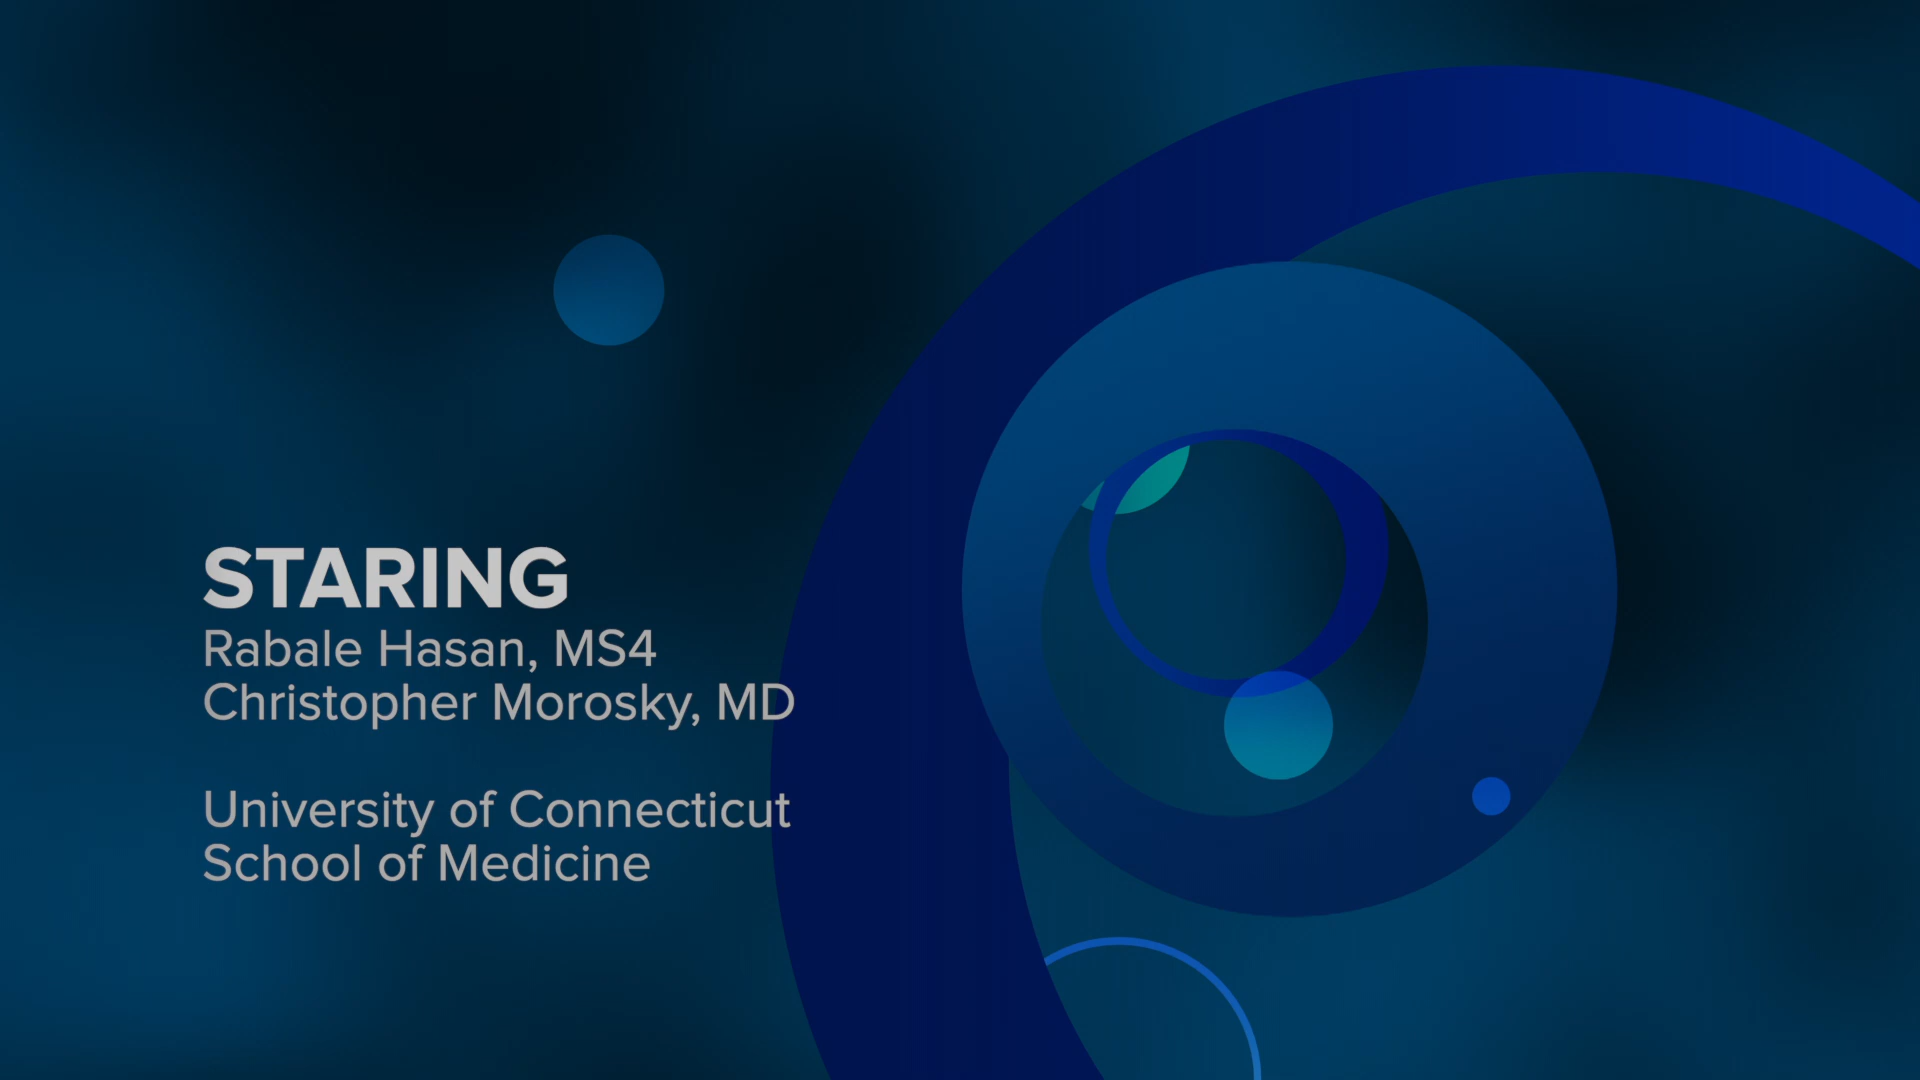 STARING
Rabale Hasan, MS4
Christopher Morosky, MD
University of Connecticut
School of Medicine